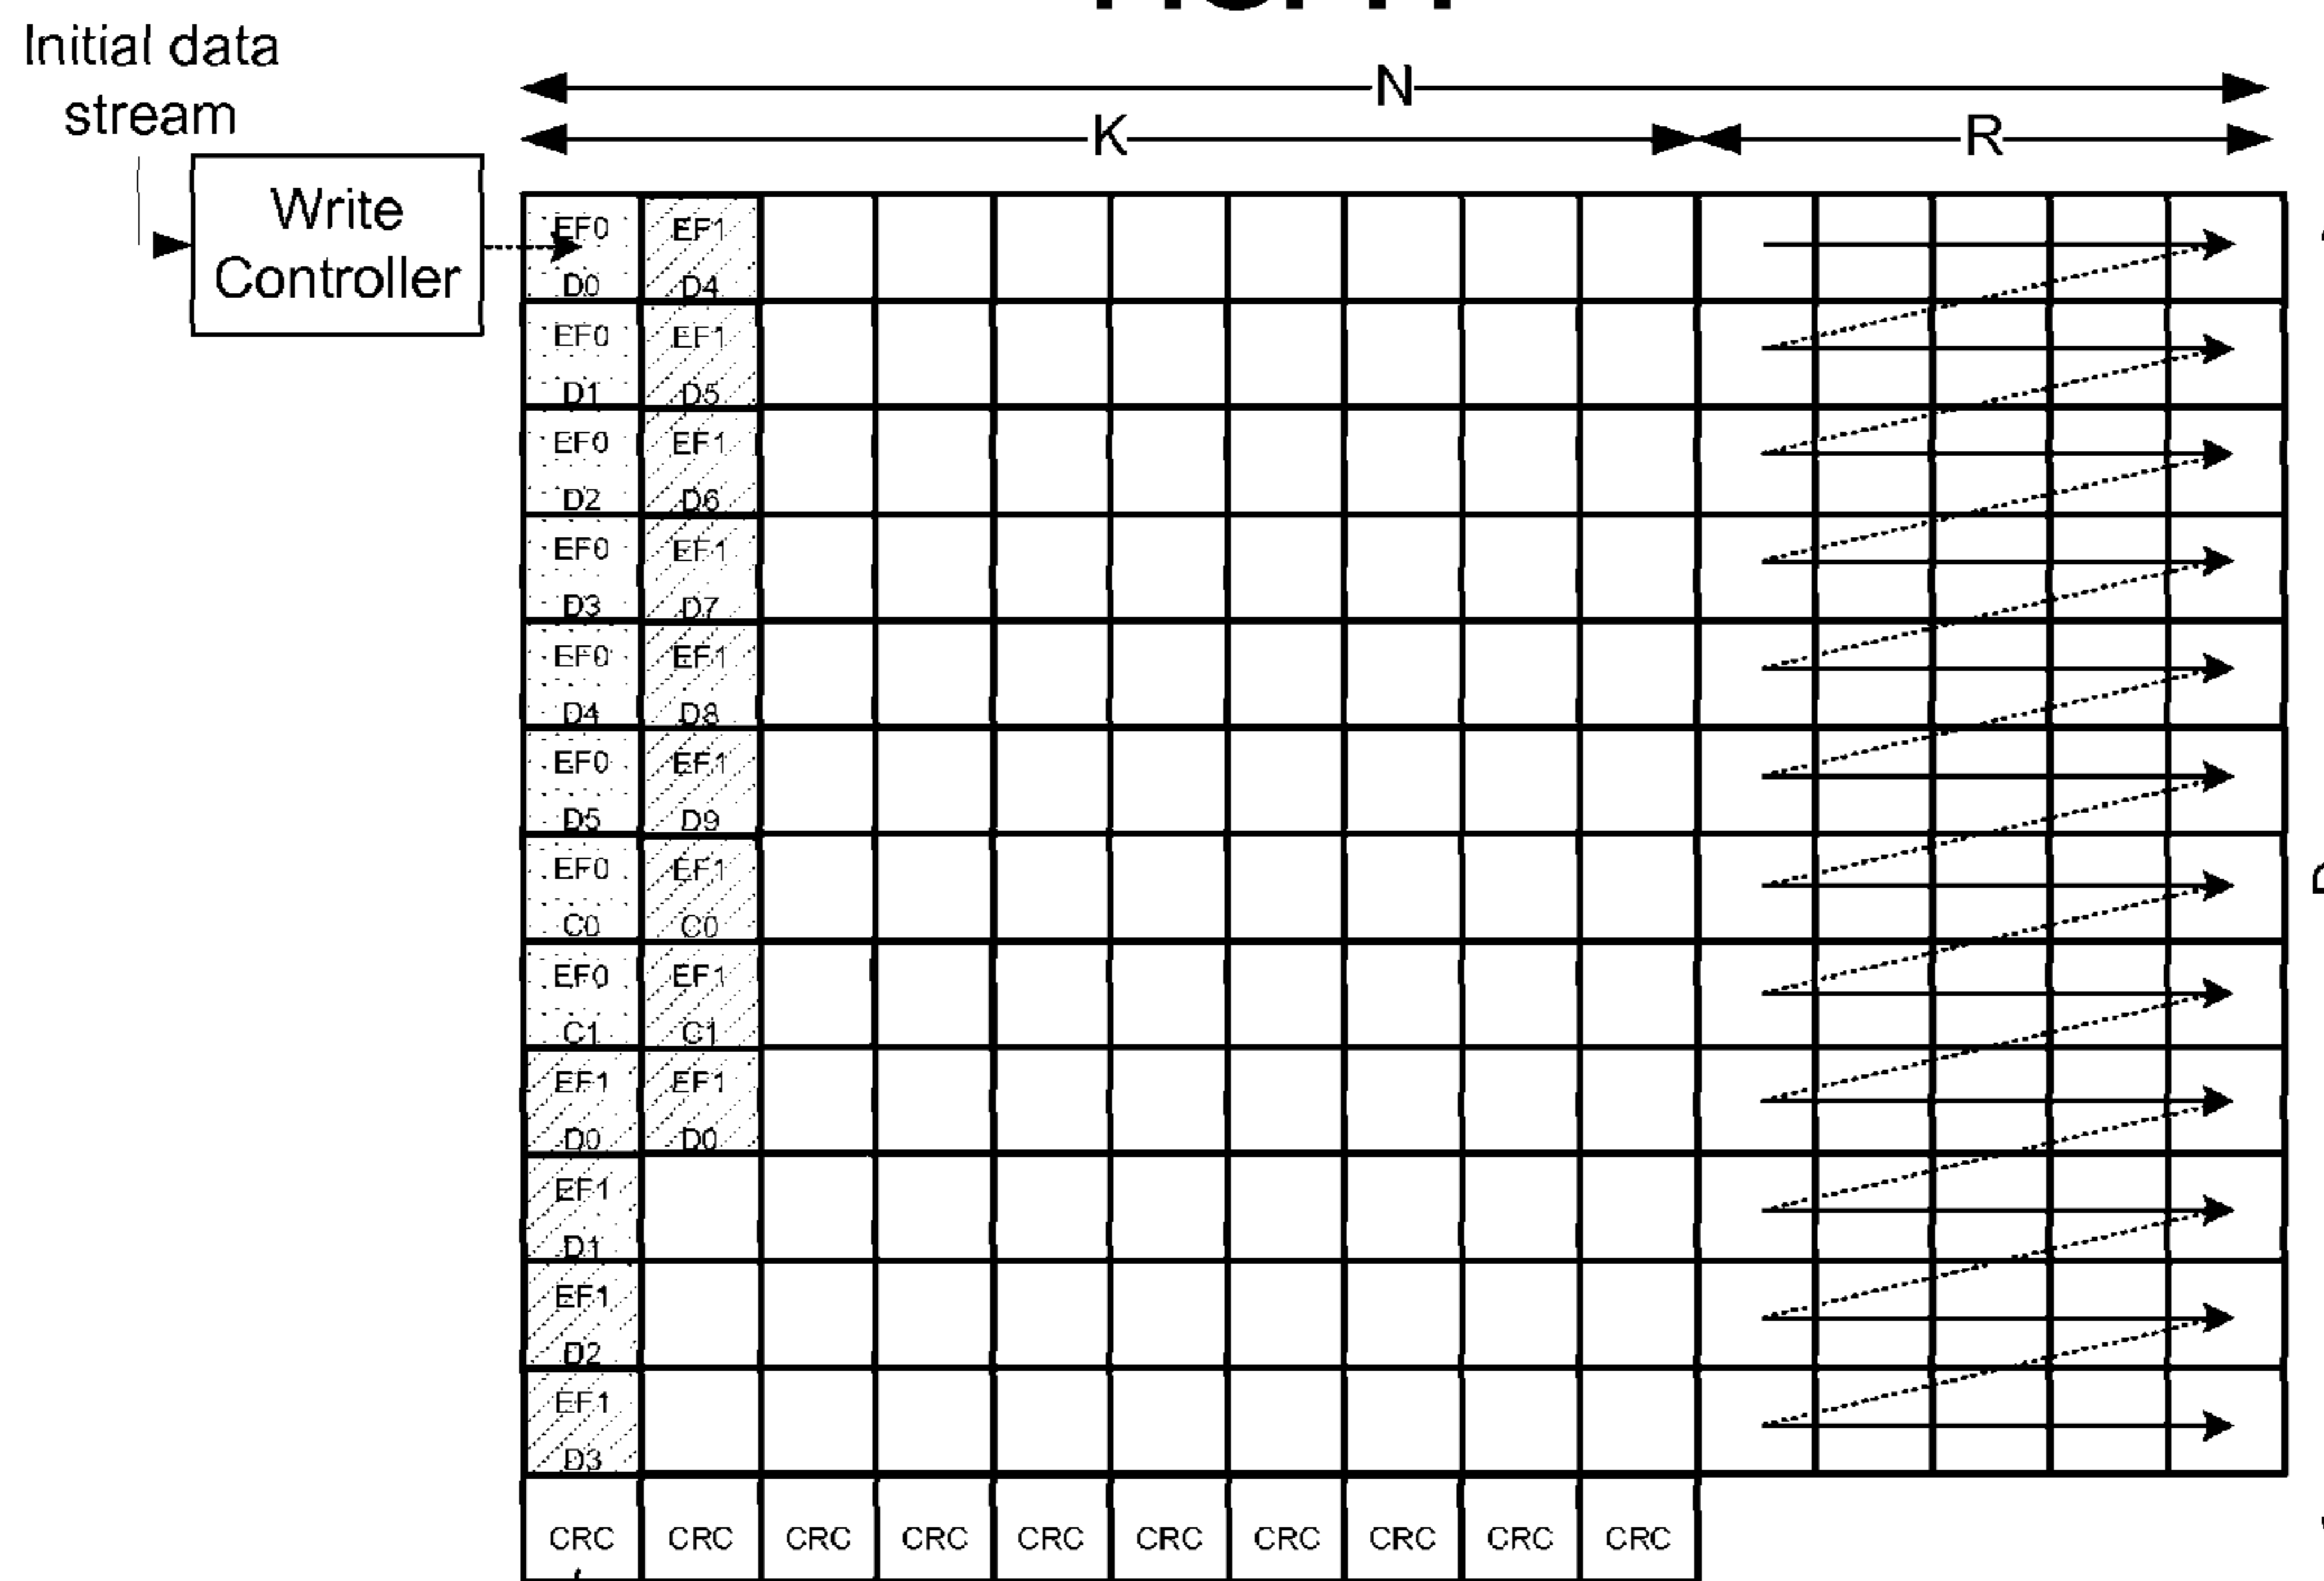 Initial data
stream
N
K
R
Write
Controller
EF0 EF1
D0 D4
EF0 EF1
D1 D5
EF0 EF1
D2 D6
EF0 EF1
D3 D7
EF0 EF1
D4 D8
EF0 EF1
D5 D9
EF0 EF1
C0 C0
EF0 EF1
C1 C1
EF1 EF1
D0 D0
EF1
D1
EF1
D2
EF1
D3
CRC CRC CRC CRC CRC CRC CRC CRC CRC CRC